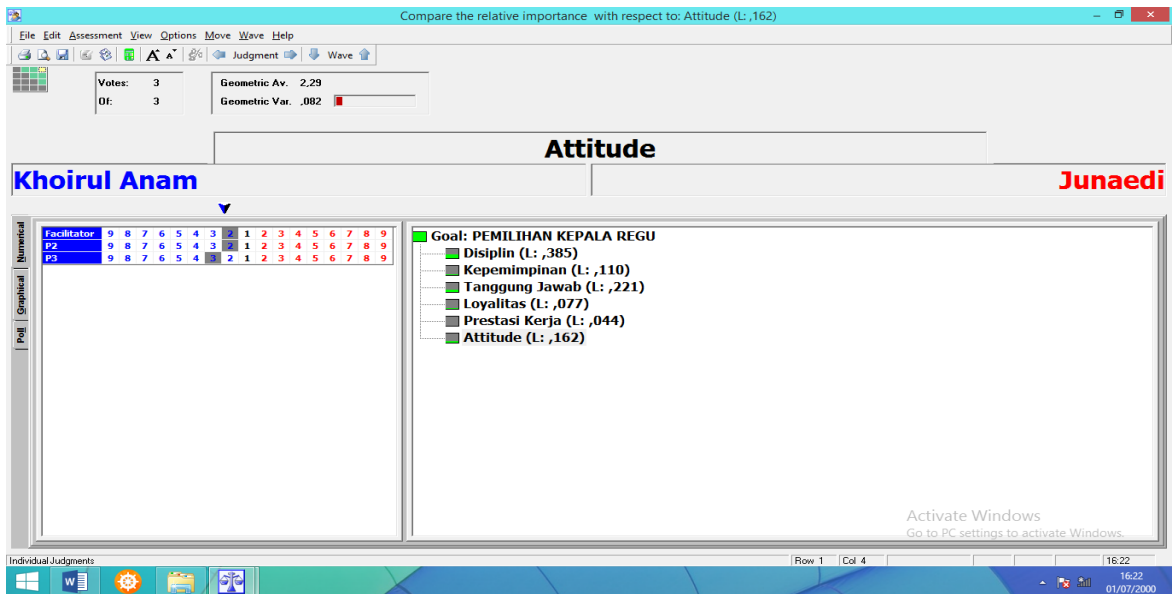 Compare the relative importance with respect to: Attitude (L: ,162)
File Edit Assessment View Options Move Wave Help
A A Judgment Wave
Votes: 3
Of: 3
Geometric Av. 2,29
Geometric Var. ,082
Attitude
Khoirul Anam
Junaedi
Numerical
Graphical
Poll
Facilitator 9 8 7 6 5 4 3 2 1 2 3 4 5 6 7 8 9
P2 9 8 7 6 5 4 3 2 1 2 3 4 5 6 7 8 9
P3 9 8 7 6 5 4 3 2 1 2 3 4 5 6 7 8 9
Goal: PEMILIHAN KEPALA REGU
Disiplin (L: ,385)
Kepemimpinan (L: ,110)
Tanggung Jawab (L: ,221)
Loyalitas (L: ,077)
Prestasi Kerja (L: ,044)
Attitude (L: ,162)
Activate Windows
Go to PC settings to activate Windows.
Individual Judgments
Row 1 Col 4
16:22
16:22
01/07/2000